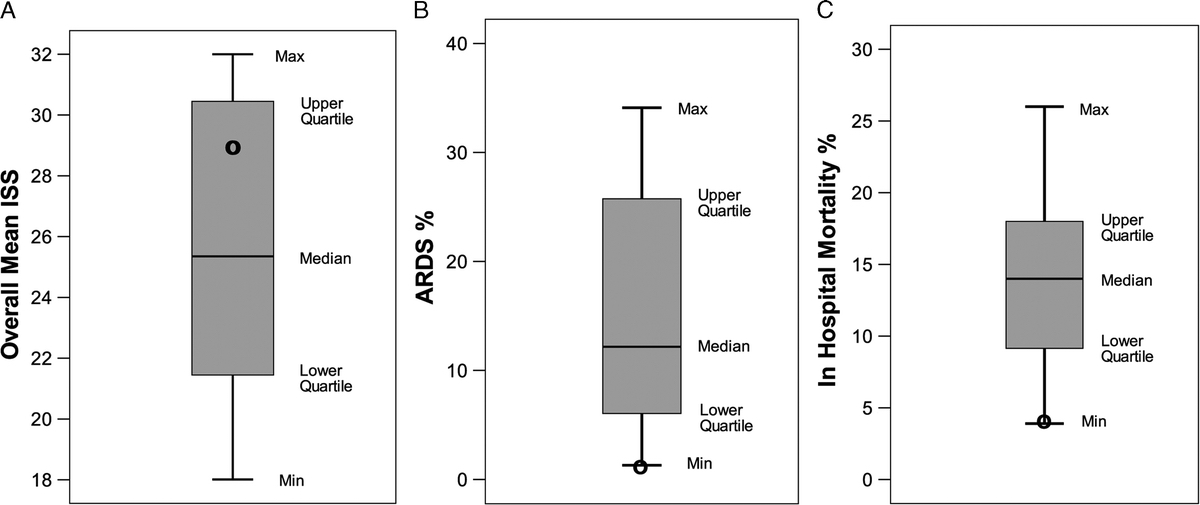 A
Overall Mean ISS
32
30
28
26
24
22
20
18
Max
Upper
Quartile
o
Median
Lower
Quartile
Min
B
ARDS %
40
30
20
10
0
Max
Upper
Quartile
Median
Lower
Quartile
o
Min
C
In Hospital Mortality %
30
25
20
15
10
5
0
Max
Upper
Quartile
Median
Lower
Quartile
o
Min